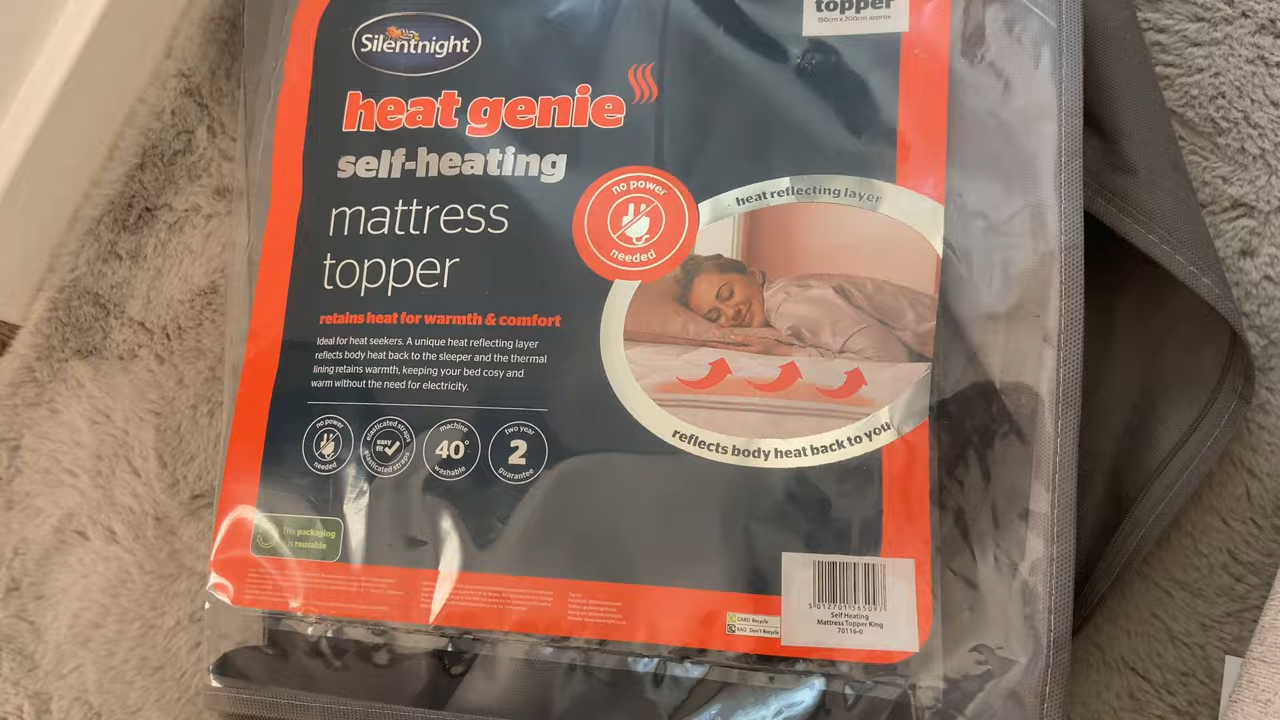 topper
150cm x 200cm approx
Silentnight
heat genie
self-heating
mattress
topper
no power
needed
heat reflecting layer
reflects body heat back to you
retains heat for warmth & comfort
Ideal for heat seekers. A unique heat reflecting layer
reflects body heat back to the sleeper and the thermal
lining retains warmth, keeping your bed cosy and
warm without the need for electricity.
no power
needed
elasticated straps
easy
fit
elasticated straps
machine
40°
washable
two year
2
guarantee
This packaging
is reusable
CARD Recycle
BAG Don't Recycle
5 012701 565097
Self Heating
Mattress Topper King
70116-0